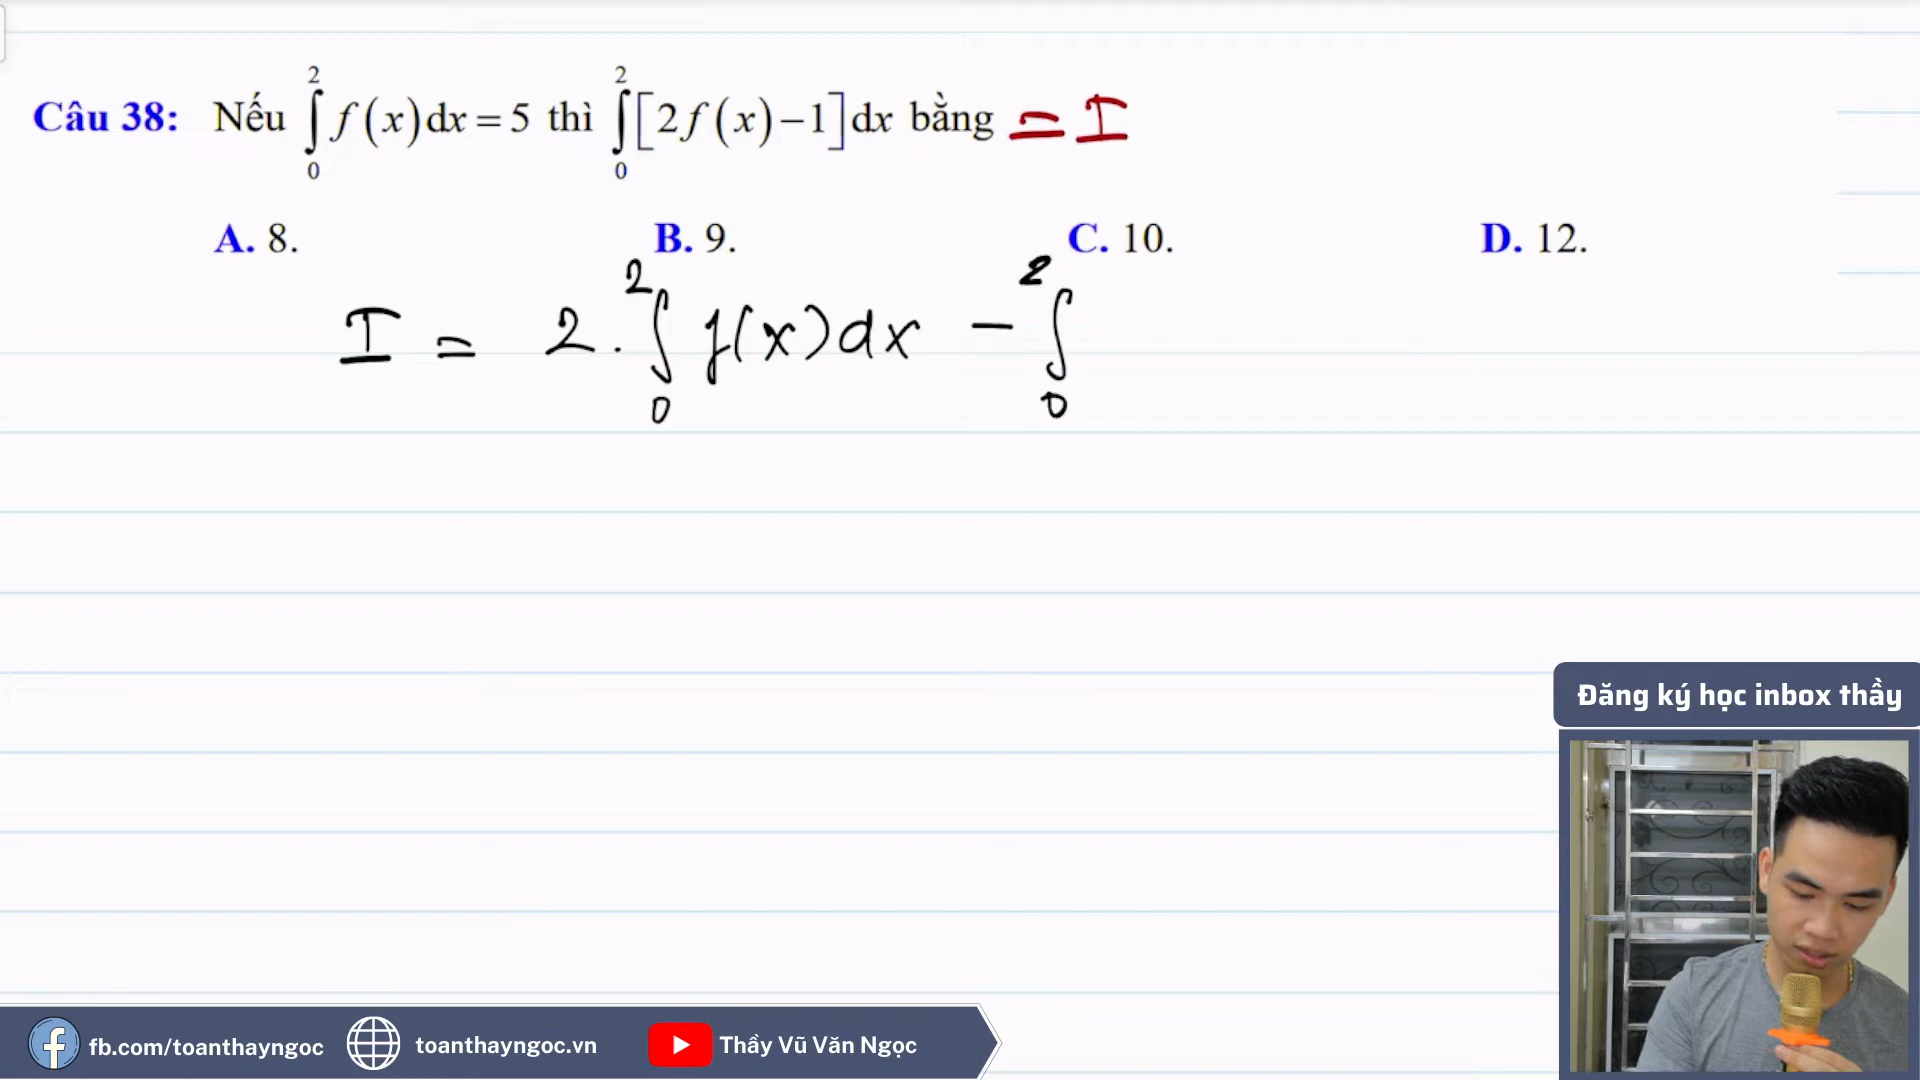 Câu 38: Nếu ∫₀² f(x)dx = 5 thì ∫₀² [2f(x)−1]dx bằng = I
A. 8. B. 9. C. 10. D. 12.
I = 2. ∫₀² f(x)dx − ∫₀²
Đăng ký học inbox thầy
fb.com/toanthayngoc toanthayngoc.vn Thầy Vũ Văn Ngọc